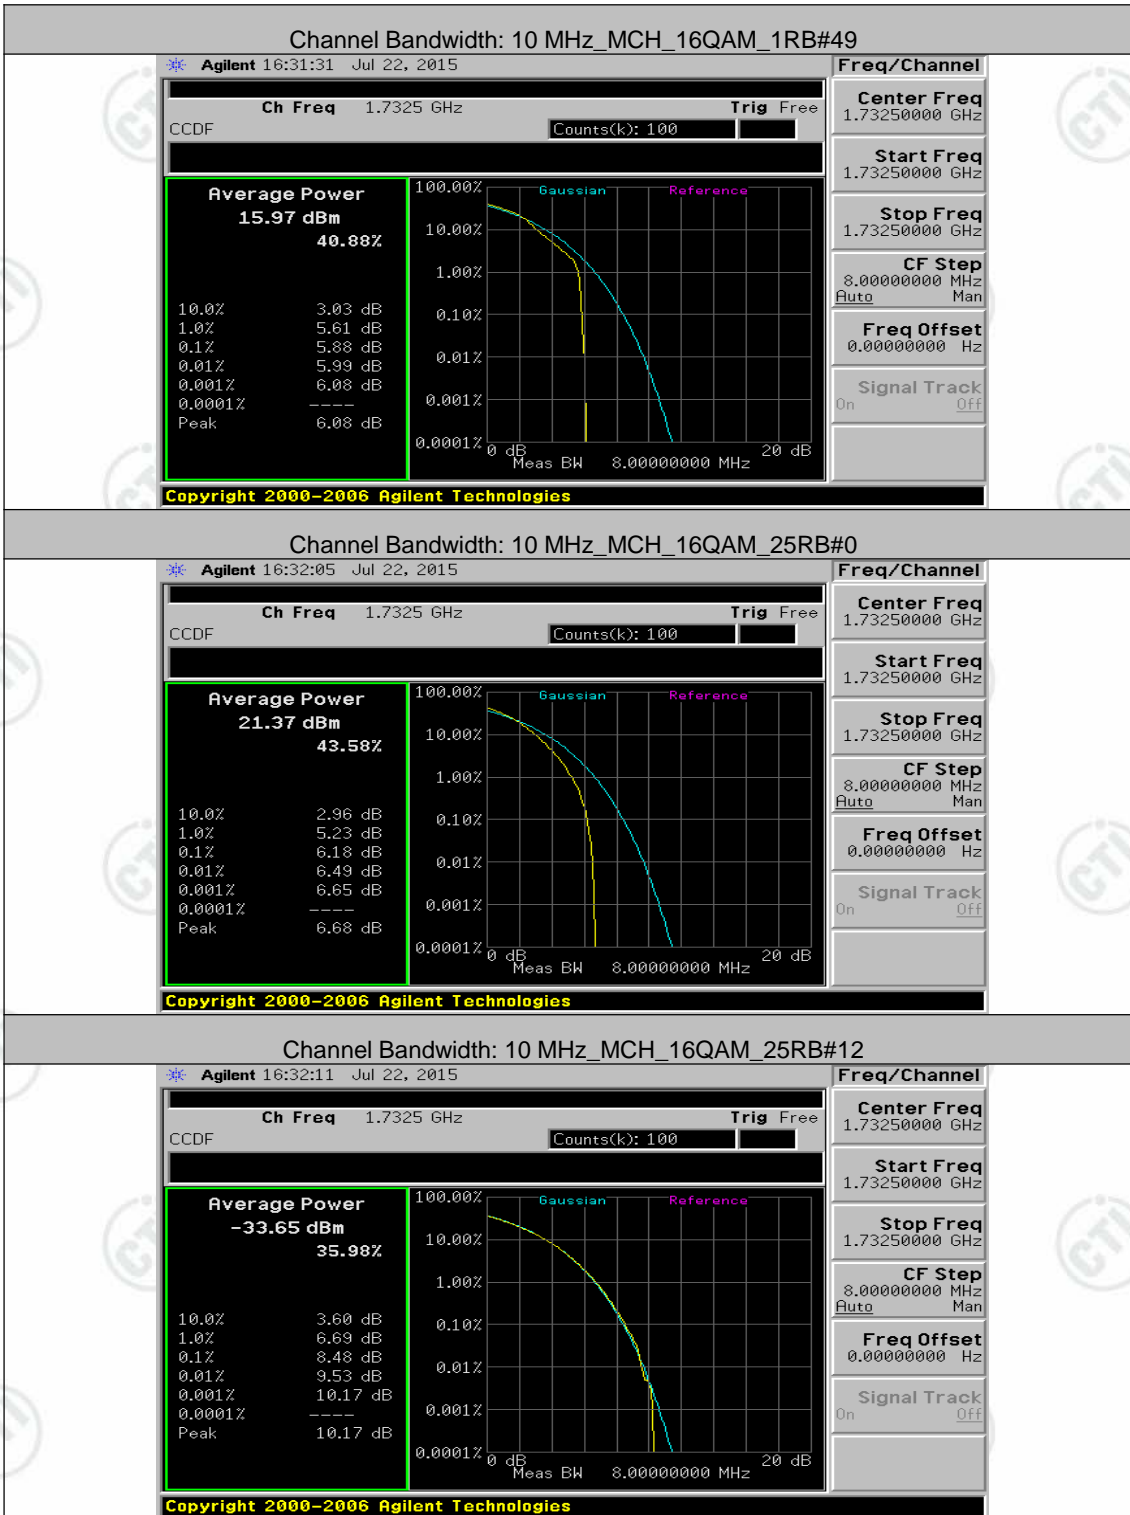 Channel Bandwidth: 10 MHz_MCH_16QAM_1RB#49
Agilent 16:31:31 Jul 22, 2015
Freq/Channel
Ch Freq 1.7325 GHz Trig Free
CCDF Counts(k): 100
Center Freq
1.73250000 GHz
Start Freq
1.73250000 GHz
Stop Freq
1.73250000 GHz
CF Step
8.00000000 MHz
Auto Man
Freq Offset
0.00000000 Hz
Signal Track
On Off
Average Power
15.97 dBm
40.88%
10.0% 3.03 dB
1.0% 5.61 dB
0.1% 5.88 dB
0.01% 5.99 dB
0.001% 6.08 dB
0.0001% ----
Peak 6.08 dB
Gaussian Reference
100.00%
10.00%
1.00%
0.10%
0.01%
0.001%
0.0001%
0 dB 20 dB
Meas BW 8.00000000 MHz
Copyright 2000-2006 Agilent Technologies
Channel Bandwidth: 10 MHz_MCH_16QAM_25RB#0
Agilent 16:32:05 Jul 22, 2015
Freq/Channel
Ch Freq 1.7325 GHz Trig Free
CCDF Counts(k): 100
Center Freq
1.73250000 GHz
Start Freq
1.73250000 GHz
Stop Freq
1.73250000 GHz
CF Step
8.00000000 MHz
Auto Man
Freq Offset
0.00000000 Hz
Signal Track
On Off
Average Power
21.37 dBm
43.58%
10.0% 2.96 dB
1.0% 5.23 dB
0.1% 6.18 dB
0.01% 6.49 dB
0.001% 6.65 dB
0.0001% ----
Peak 6.68 dB
Gaussian Reference
100.00%
10.00%
1.00%
0.10%
0.01%
0.001%
0.0001%
0 dB 20 dB
Meas BW 8.00000000 MHz
Copyright 2000-2006 Agilent Technologies
Channel Bandwidth: 10 MHz_MCH_16QAM_25RB#12
Agilent 16:32:11 Jul 22, 2015
Freq/Channel
Ch Freq 1.7325 GHz Trig Free
CCDF Counts(k): 100
Center Freq
1.73250000 GHz
Start Freq
1.73250000 GHz
Stop Freq
1.73250000 GHz
CF Step
8.00000000 MHz
Auto Man
Freq Offset
0.00000000 Hz
Signal Track
On Off
Average Power
-33.65 dBm
35.98%
10.0% 3.60 dB
1.0% 6.69 dB
0.1% 8.48 dB
0.01% 9.53 dB
0.001% 10.17 dB
0.0001% ----
Peak 10.17 dB
Gaussian Reference
100.00%
10.00%
1.00%
0.10%
0.01%
0.001%
0.0001%
0 dB 20 dB
Meas BW 8.00000000 MHz
Copyright 2000-2006 Agilent Technologies
CTI
CTI
CTI
CTI
CTI
CTI
CTI
CTI